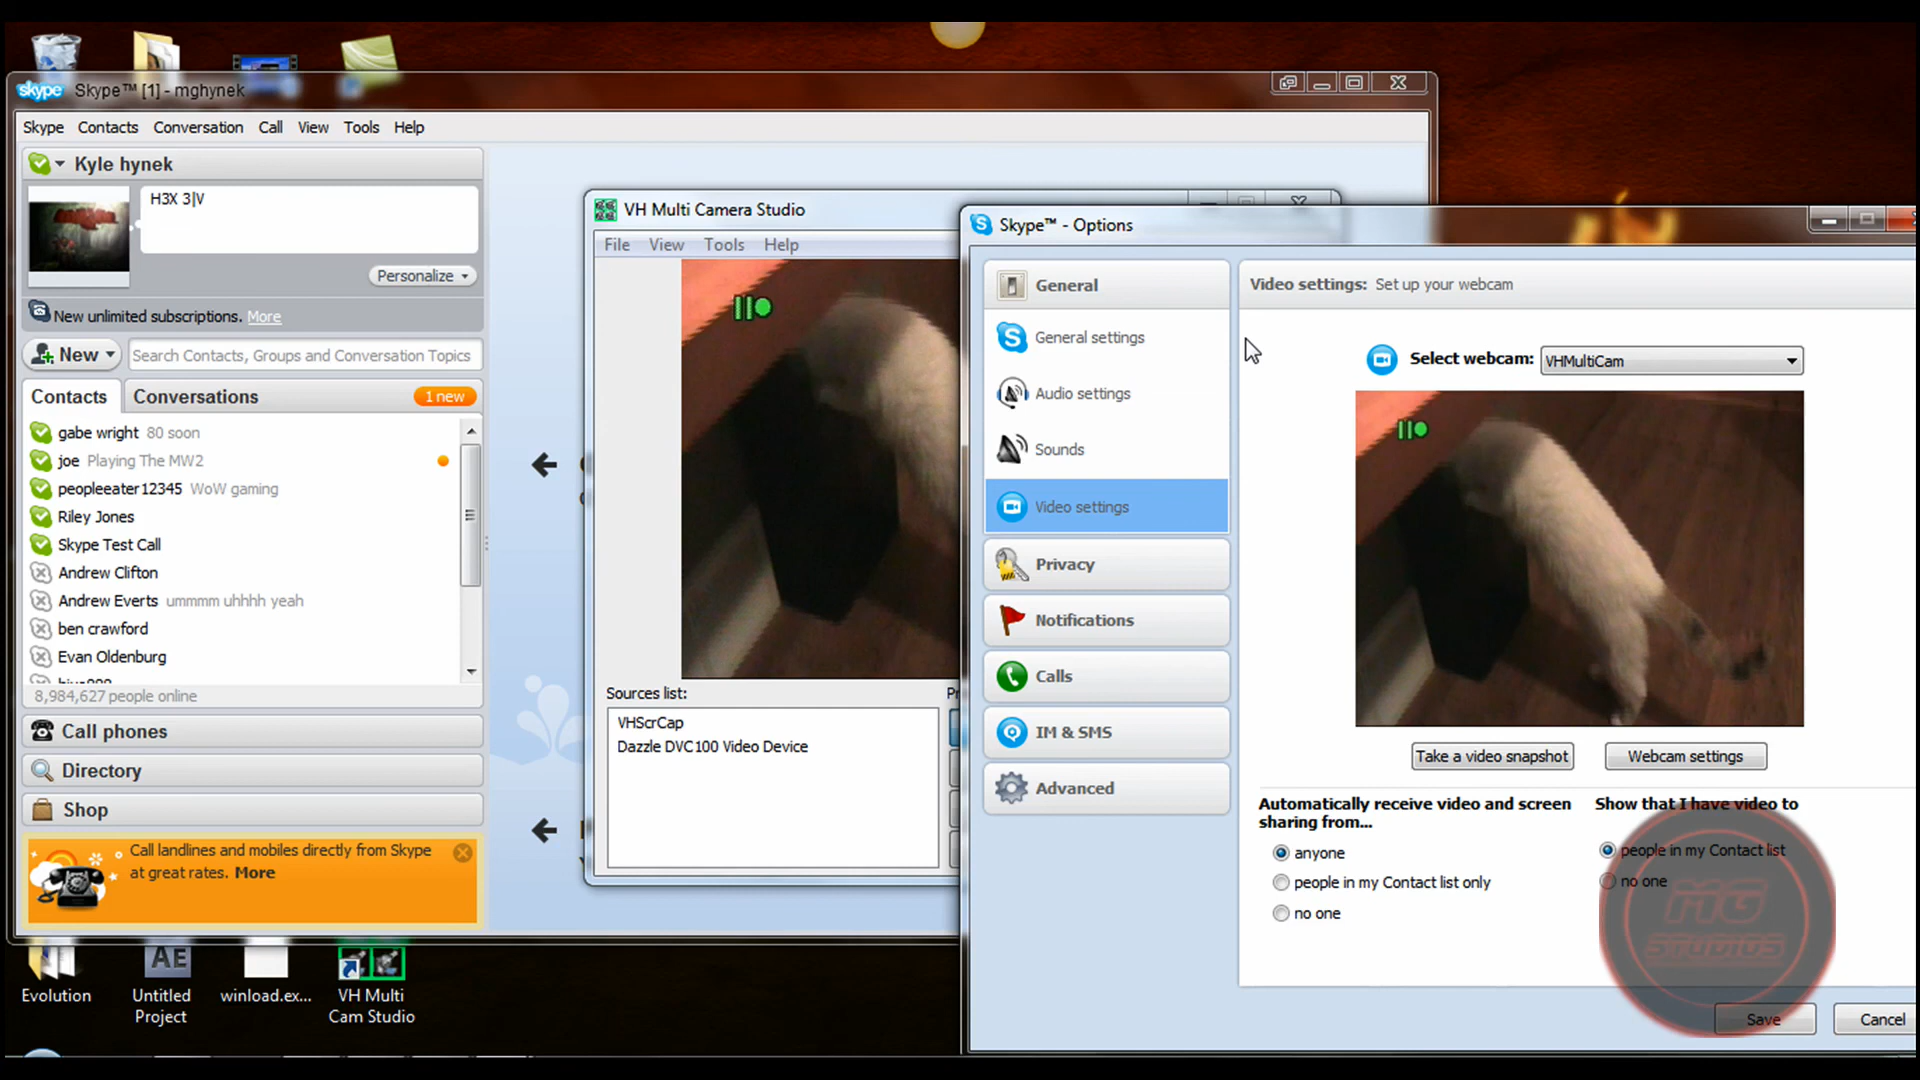 skype Skype™ [1] - mghynek
Skype Contacts Conversation Call View Tools Help
Kyle hynek
H3X 3|V
Personalize
New unlimited subscriptions. More
New
Search Contacts, Groups and Conversation Topics
Contacts Conversations 1 new
gabe wright 80 soon
joe Playing The MW2
peopleeater12345 WoW gaming
Riley Jones
Skype Test Call
Andrew Clifton
Andrew Everts ummmm uhhhh yeah
ben crawford
Evan Oldenburg
8,984,627 people online
Call phones
Directory
Shop
Call landlines and mobiles directly from Skype
at great rates. More
VH Multi Camera Studio
File View Tools Help
Sources list:
VHScrCap
Dazzle DVC100 Video Device
Skype™ - Options
General
General settings
Audio settings
Sounds
Video settings
Privacy
Notifications
Calls
IM & SMS
Advanced
Video settings: Set up your webcam
Select webcam: VHMultiCam
Take a video snapshot Webcam settings
Automatically receive video and screen
sharing from...
anyone
people in my Contact list only
no one
Show that I have video to
people in my Contact list
no one
MG
STUDIOS
Save Cancel
Evolution
AE
Untitled
Project
winload.ex...
VH Multi
Cam Studio